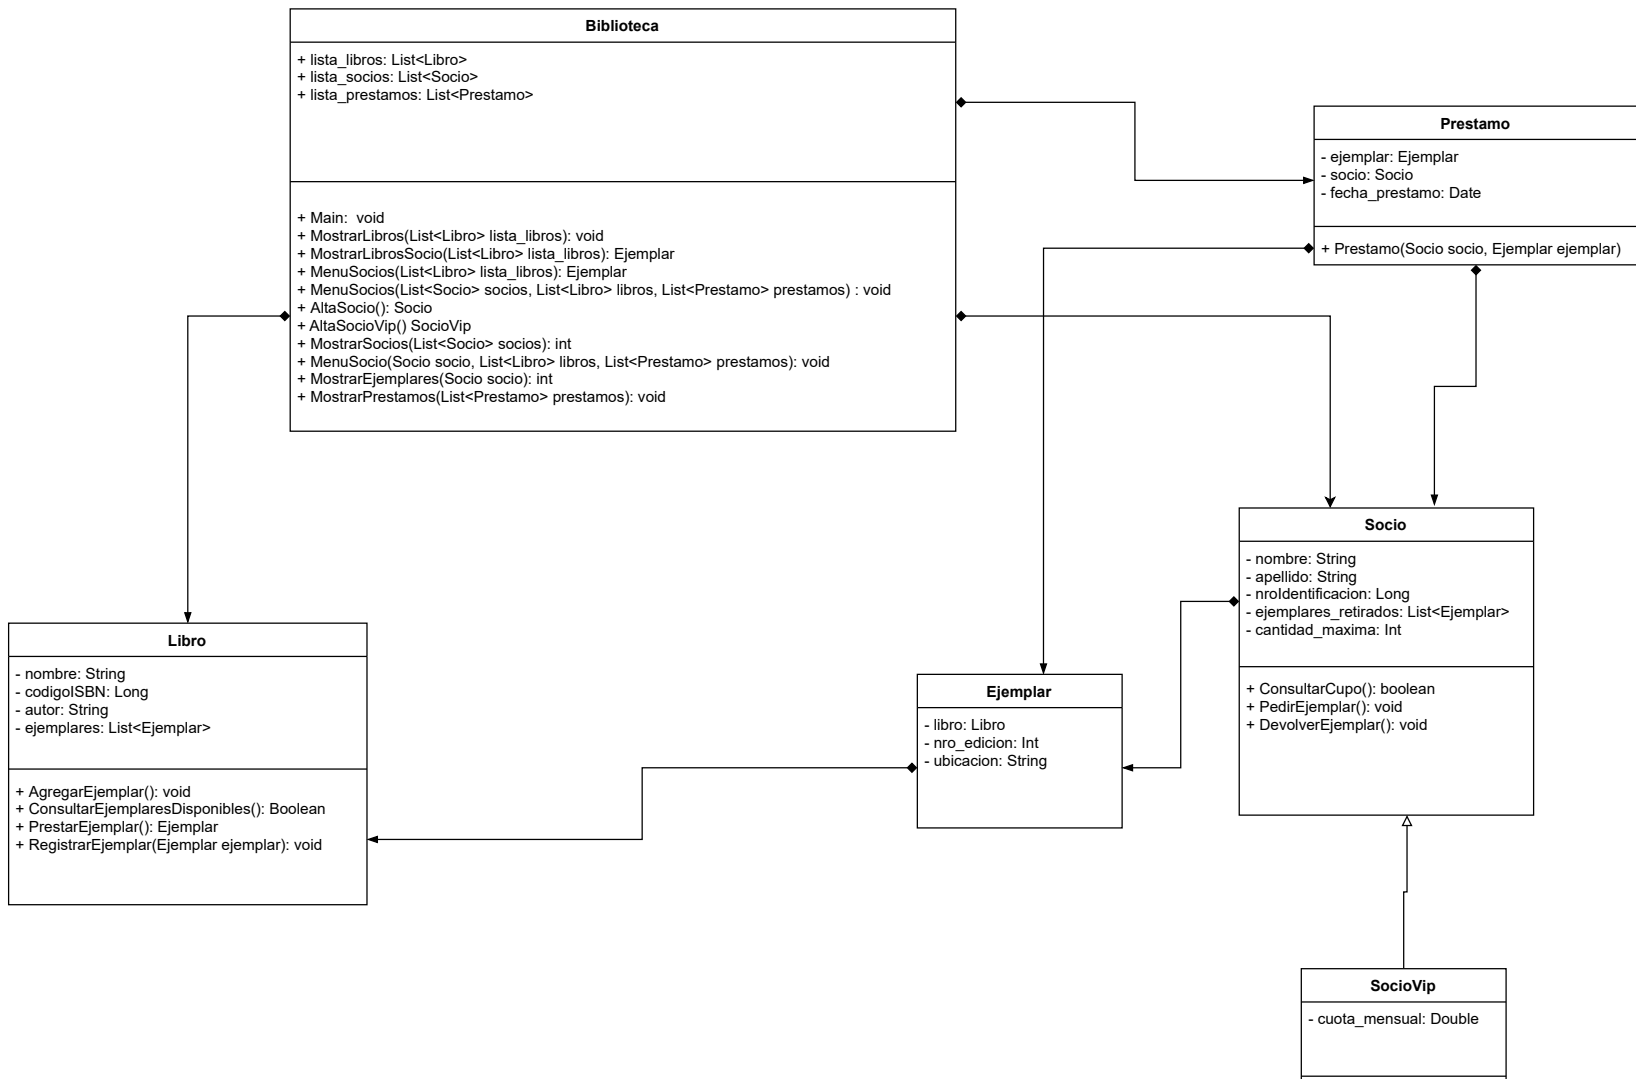 Biblioteca
+ lista_libros: List<Libro>
+ lista_socios: List<Socio>
+ lista_prestamos: List<Prestamo>
+ Main:  void
+ MostrarLibros(List<Libro> lista_libros): void
+ MostrarLibrosSocio(List<Libro> lista_libros): Ejemplar
+ MenuSocios(List<Libro> lista_libros): Ejemplar
+ MenuSocios(List<Socio> socios, List<Libro> libros, List<Prestamo> prestamos) : void
+ AltaSocio(): Socio
+ AltaSocioVip() SocioVip
+ MostrarSocios(List<Socio> socios): int
+ MenuSocio(Socio socio, List<Libro> libros, List<Prestamo> prestamos): void
+ MostrarEjemplares(Socio socio): int
+ MostrarPrestamos(List<Prestamo> prestamos): void
Prestamo
- ejemplar: Ejemplar
- socio: Socio
- fecha_prestamo: Date
+ Prestamo(Socio socio, Ejemplar ejemplar)
Socio
- nombre: String
- apellido: String
- nroIdentificacion: Long
- ejemplares_retirados: List<Ejemplar>
- cantidad_maxima: Int
+ ConsultarCupo(): boolean
+ PedirEjemplar(): void
+ DevolverEjemplar(): void
Libro
- nombre: String
- codigoISBN: Long
- autor: String
- ejemplares: List<Ejemplar>
+ AgregarEjemplar(): void
+ ConsultarEjemplaresDisponibles(): Boolean
+ PrestarEjemplar(): Ejemplar
+ RegistrarEjemplar(Ejemplar ejemplar): void
Ejemplar
- libro: Libro
- nro_edicion: Int
- ubicacion: String
SocioVip
- cuota_mensual: Double